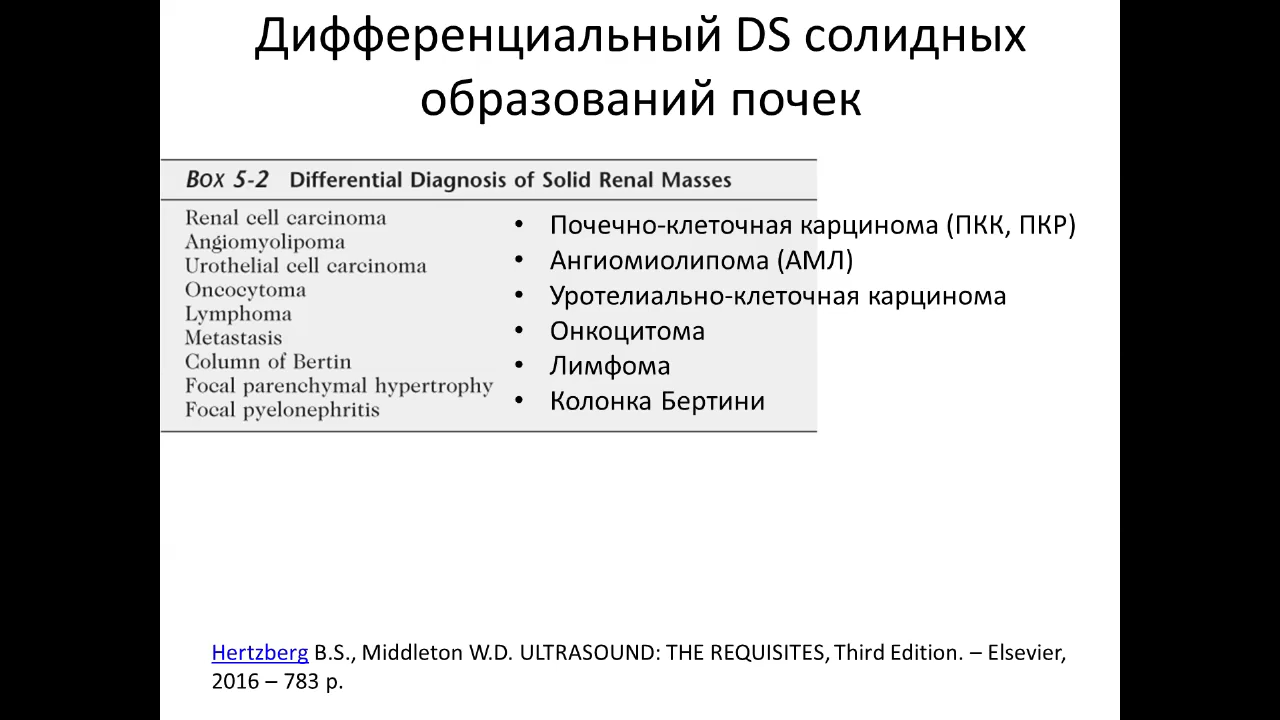 Дифференциальный DS солидных
образований почек
Box 5-2 Differential Diagnosis of Solid Renal Masses
Renal cell carcinoma
Angiomyolipoma
Urothelial cell carcinoma
Oncocytoma
Lymphoma
Metastasis
Column of Bertin
Focal parenchymal hypertrophy
Focal pyelonephritis
• Почечно-клеточная карцинома (ПКК, ПКР)
• Ангиомиолипома (АМЛ)
• Уротелиально-клеточная карцинома
• Онкоцитома
• Лимфома
• Колонка Бертини
Hertzberg B.S., Middleton W.D. ULTRASOUND: THE REQUISITES, Third Edition. – Elsevier,
2016 – 783 p.